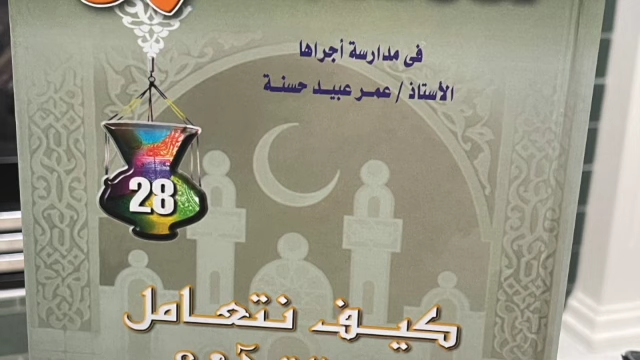 فى مدارسة أجراها
الأستاذ / عمر عبيد حسنة
28
كيف نتعامل